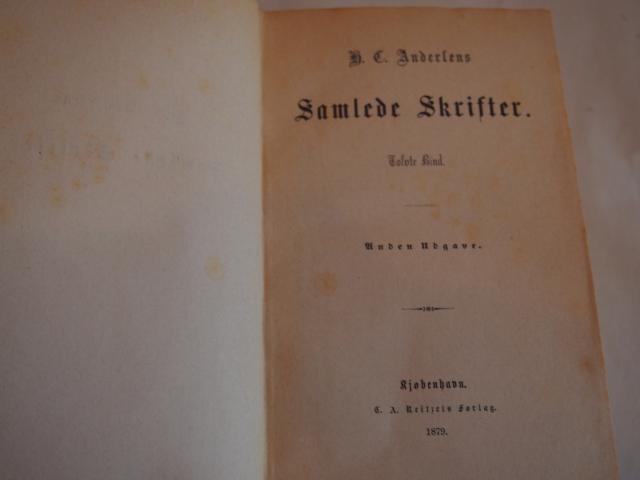 H. C. Andersens
Samlede Skrifter.
Tolvte Bind.
Anden Udgave.
Kjøbenhavn.
C. A. Reitzels Forlag.
1879.